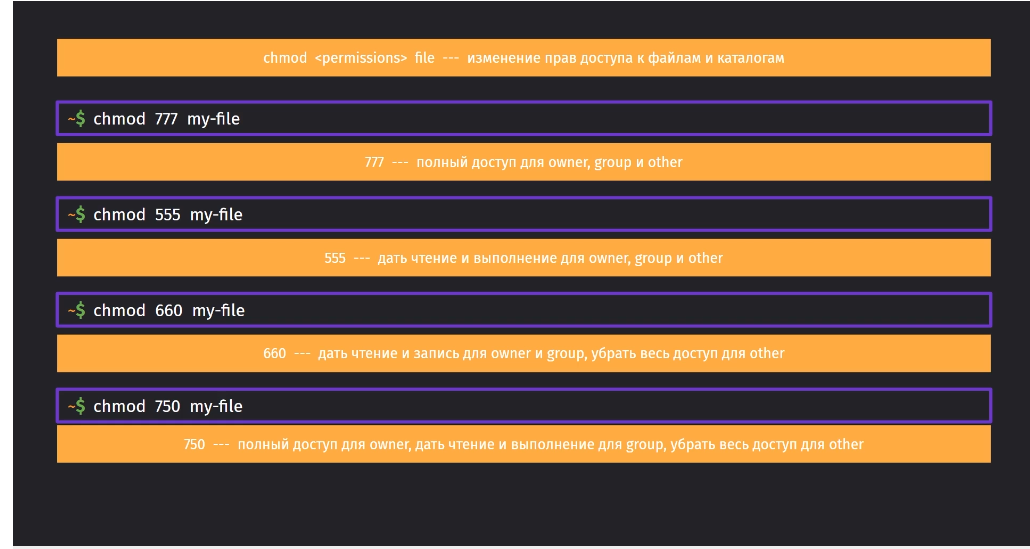 chmod <permissions> file --- изменение прав доступа к файлам и каталогам
~$ chmod 777 my-file
777 --- полный доступ для owner, group и other
~$ chmod 555 my-file
555 --- дать чтение и выполнение для owner, group и other
~$ chmod 660 my-file
660 --- дать чтение и запись для owner и group, убрать весь доступ для other
~$ chmod 750 my-file
750 --- полный доступ для owner, дать чтение и выполнение для group, убрать весь доступ для other